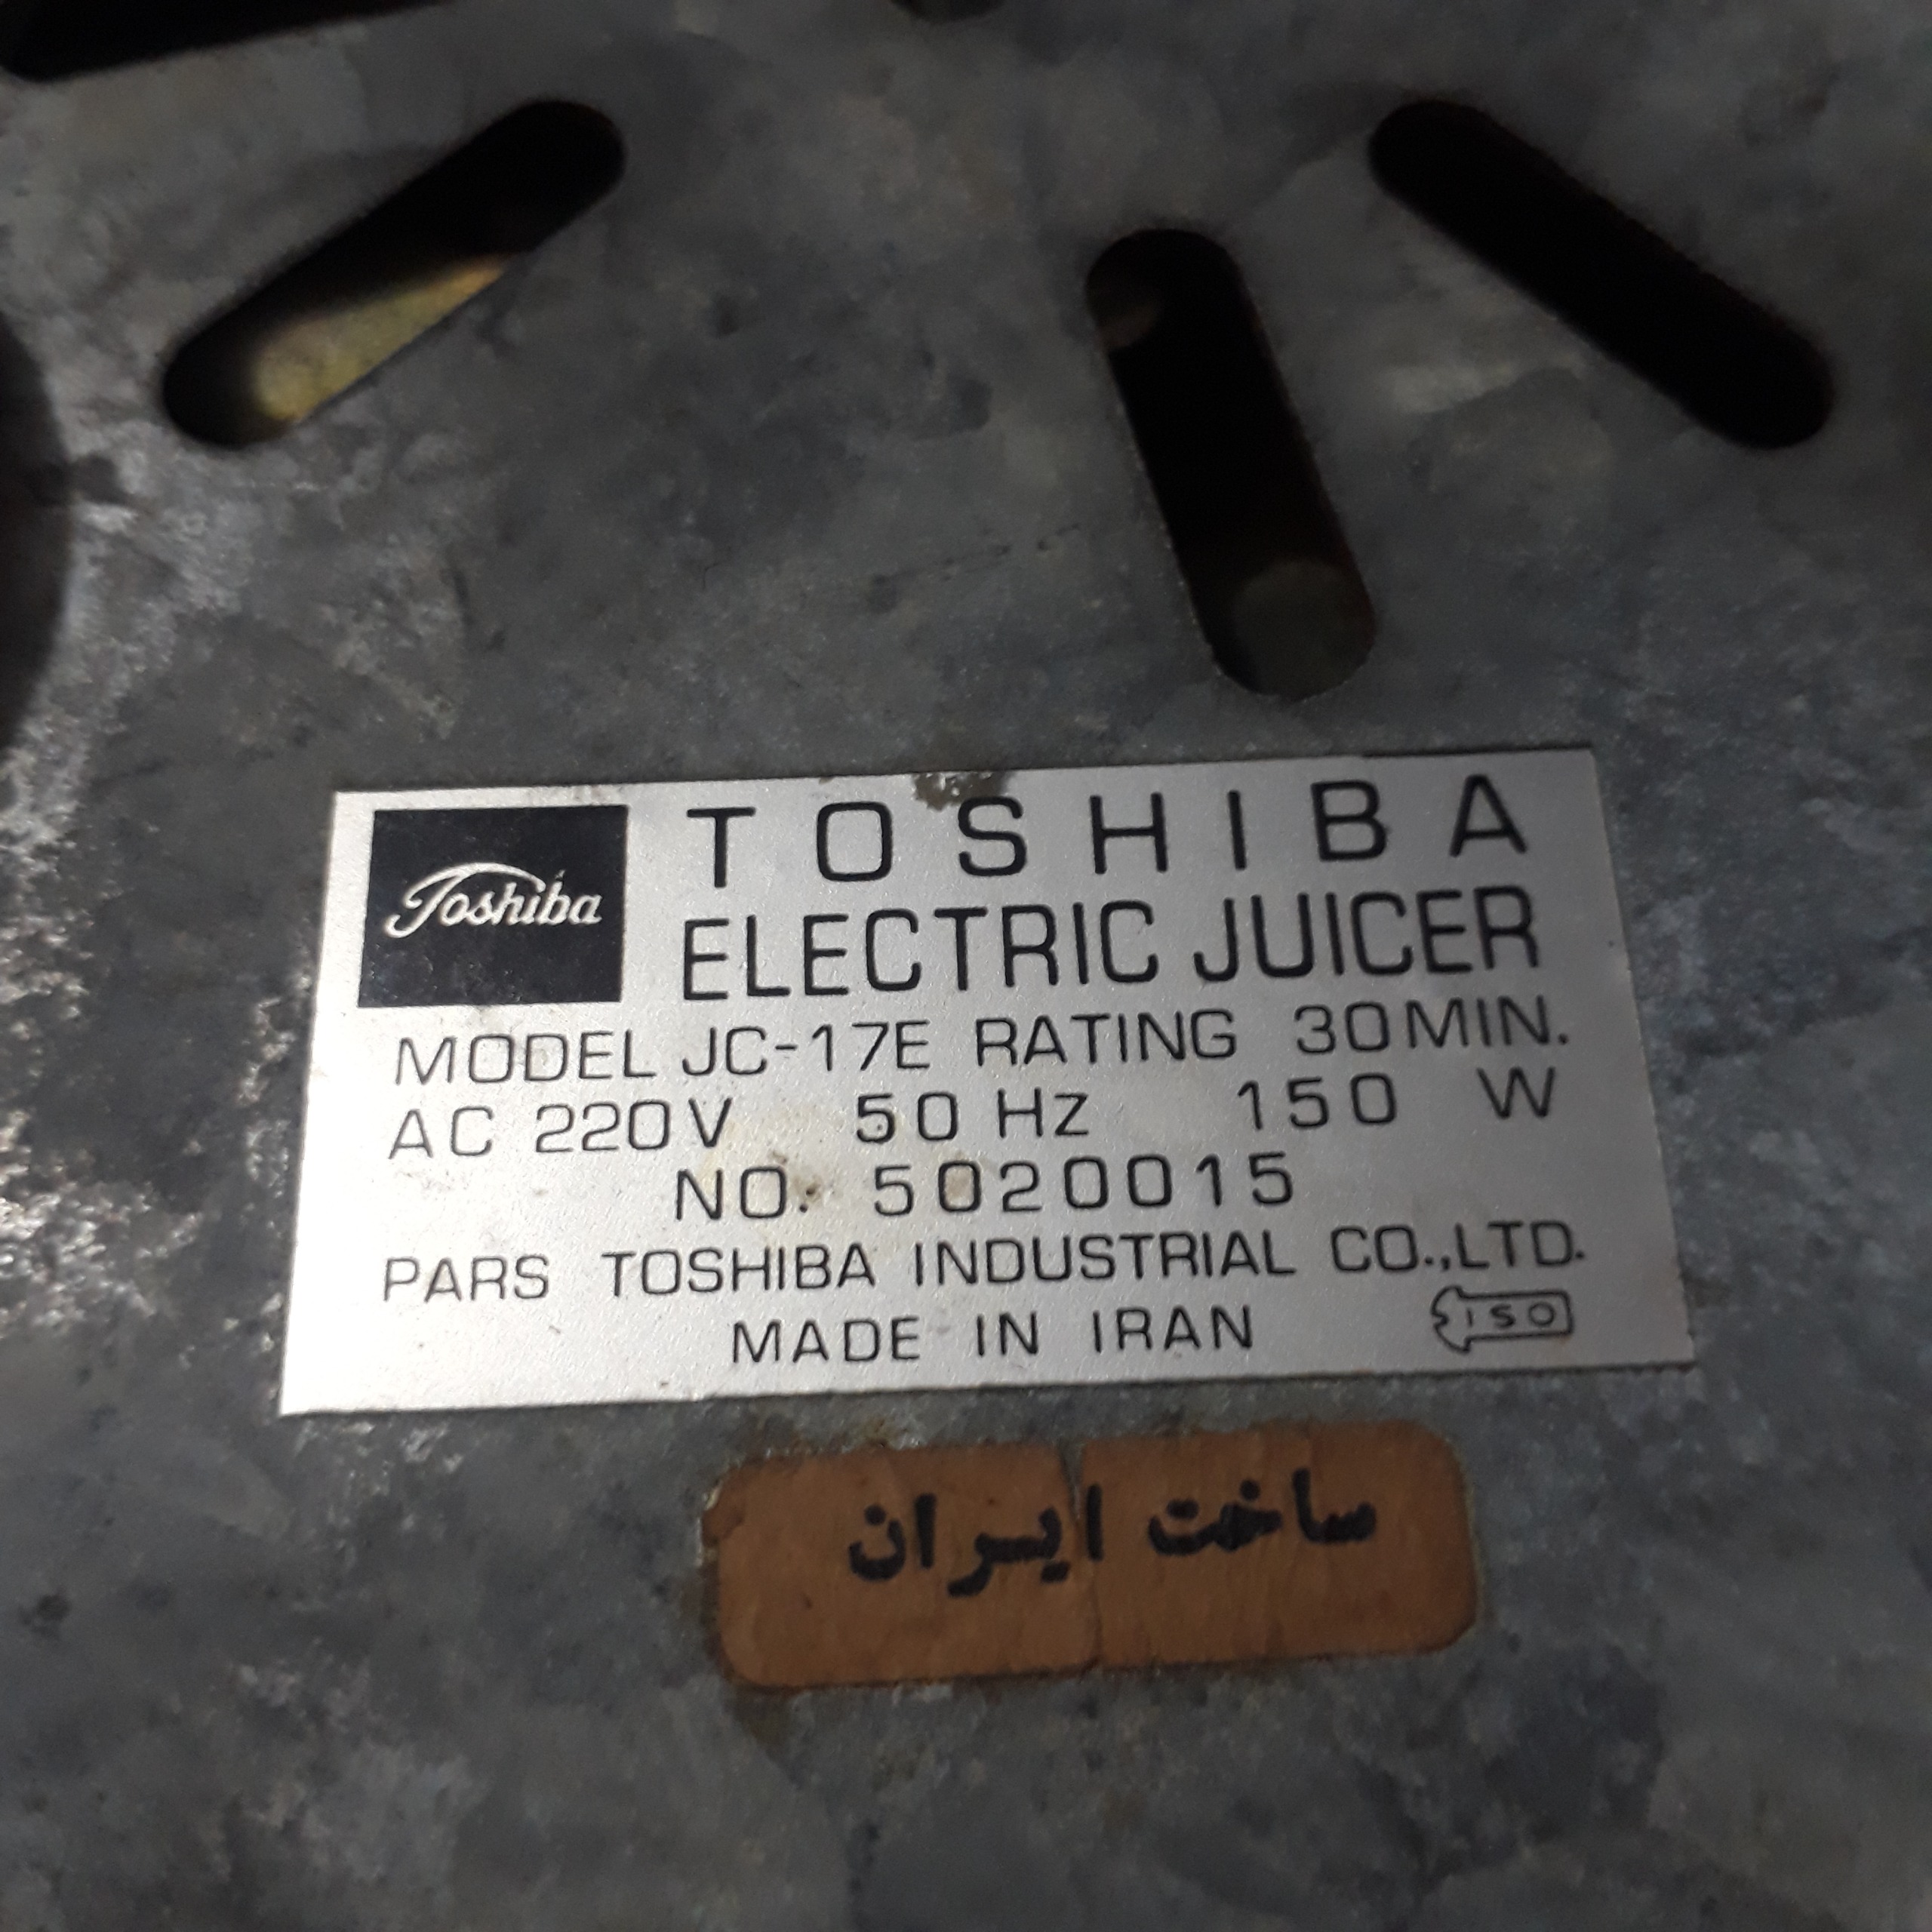 Toshiba
TOSHIBA
ELECTRIC JUICER
MODEL JC-17E RATING 30MIN.
AC 220V 50 Hz 150 W
NO. 5020015
PARS TOSHIBA INDUSTRIAL CO.,LTD.
MADE IN IRAN
ISO
ساخت ایران